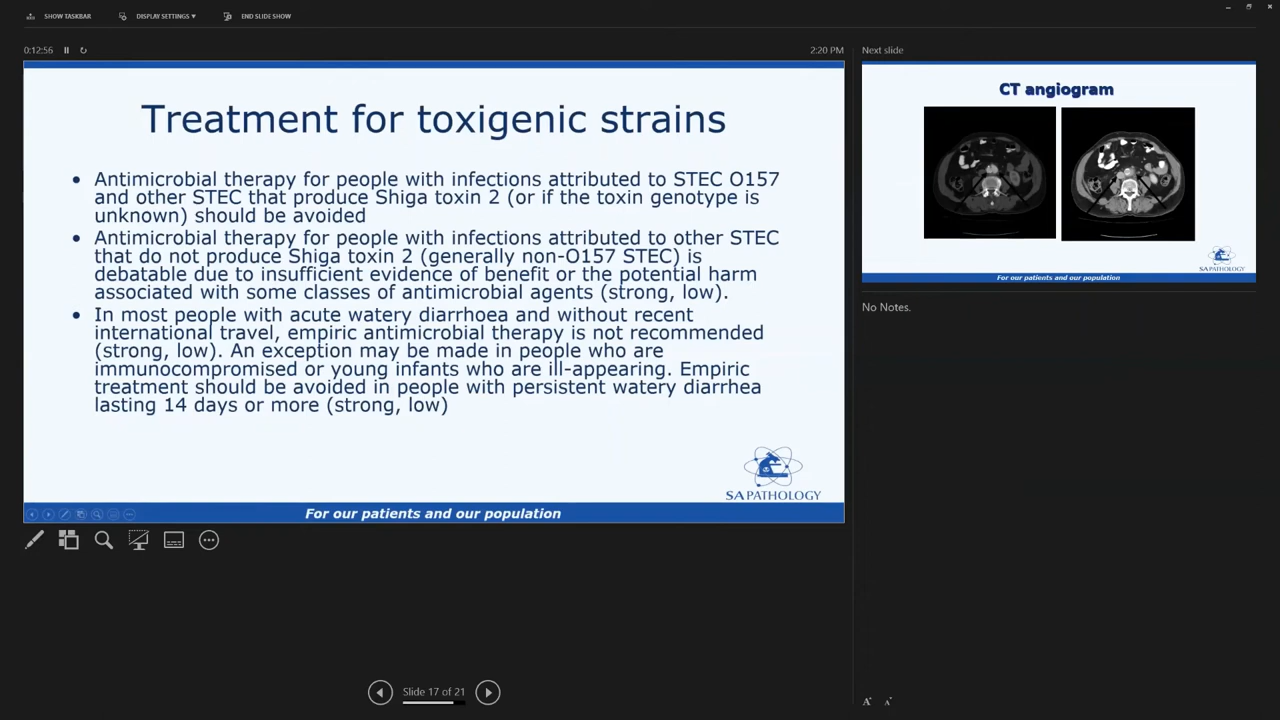 SHOW TASKBAR
DISPLAY SETTINGS ▾
END SLIDE SHOW
0:12:56
2:20 PM
Treatment for toxigenic strains
• Antimicrobial therapy for people with infections attributed to STEC O157
and other STEC that produce Shiga toxin 2 (or if the toxin genotype is
unknown) should be avoided
• Antimicrobial therapy for people with infections attributed to other STEC
that do not produce Shiga toxin 2 (generally non-O157 STEC) is
debatable due to insufficient evidence of benefit or the potential harm
associated with some classes of antimicrobial agents (strong, low).
• In most people with acute watery diarrhoea and without recent
international travel, empiric antimicrobial therapy is not recommended
(strong, low). An exception may be made in people who are
immunocompromised or young infants who are ill-appearing. Empiric
treatment should be avoided in people with persistent watery diarrhea
lasting 14 days or more (strong, low)
SA PATHOLOGY
For our patients and our population
Slide 17 of 21
Next slide
CT angiogram
SA PATHOLOGY
For our patients and our population
No Notes.
A
A